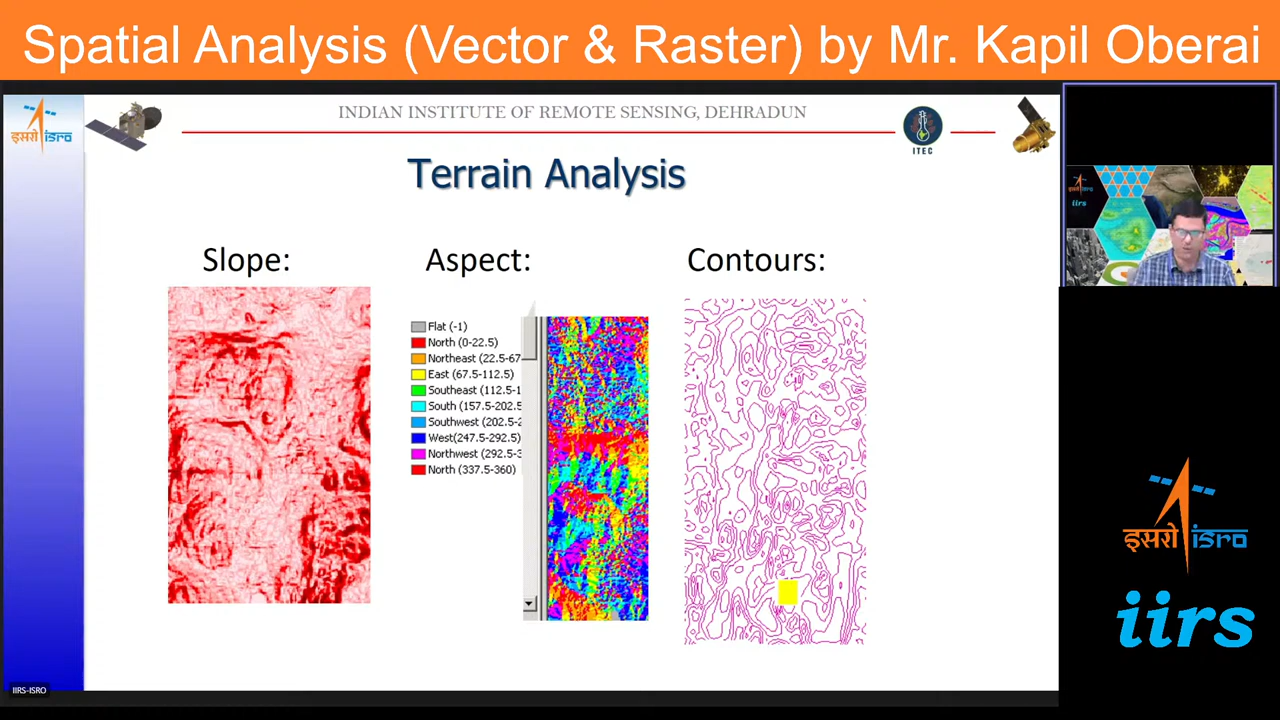 Spatial Analysis (Vector & Raster) by Mr. Kapil Oberai
इसरो isro
INDIAN INSTITUTE OF REMOTE SENSING, DEHRADUN
ITEC
Terrain Analysis
Slope:
Aspect:
Contours:
Flat (-1)
North (0-22.5)
Northeast (22.5-67
East (67.5-112.5)
Southeast (112.5-1
South (157.5-202.5
Southwest (202.5-2
West(247.5-292.5)
Northwest (292.5-3
North (337.5-360)
iirs
इसरो isro
iirs
IIRS-ISRO